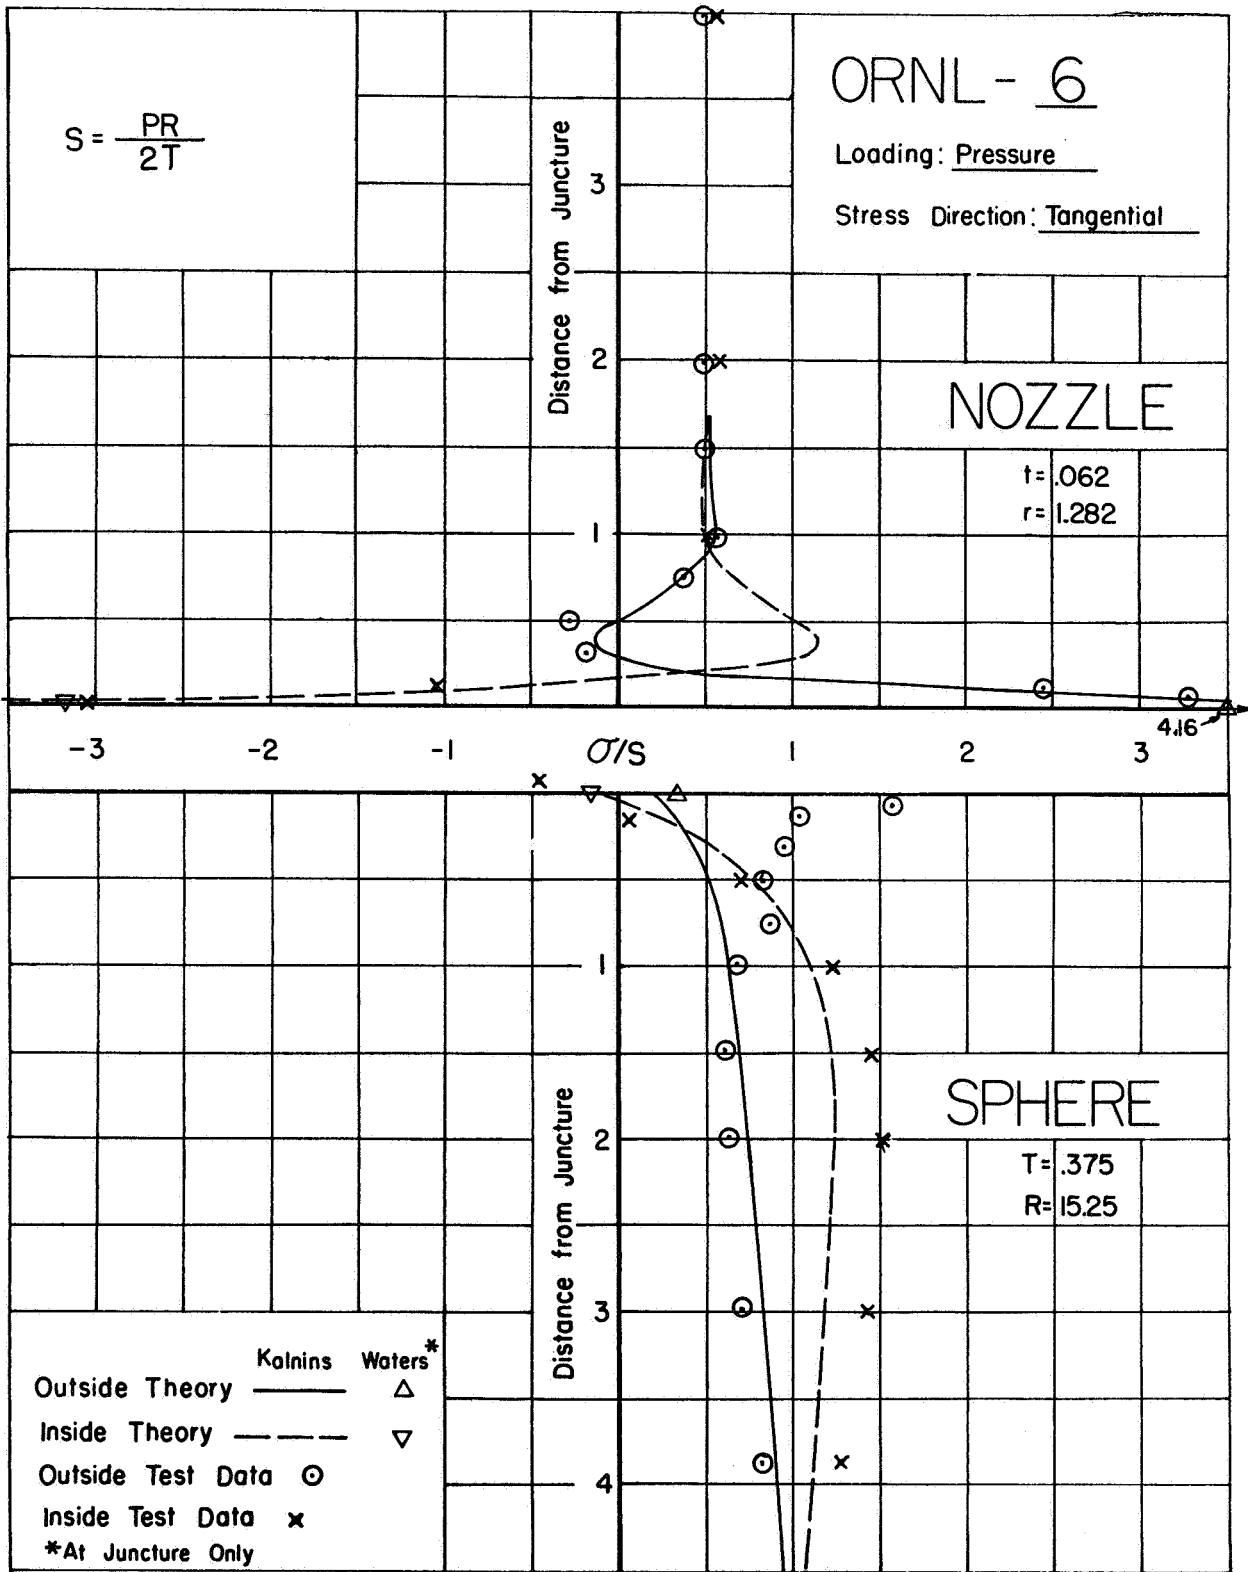 S = PR
2T
ORNL- 6
Loading: Pressure
Stress Direction: Tangential
Distance from Juncture
3
2
1
NOZZLE
t= .062
r= 1.282
4.16
-3 -2 -1 σ/S 1 2 3
Distance from Juncture
1
2
3
4
SPHERE
T= .375
R= 15.25
Kalnins Waters*
Outside Theory
Inside Theory
Outside Test Data
Inside Test Data
*At Juncture Only